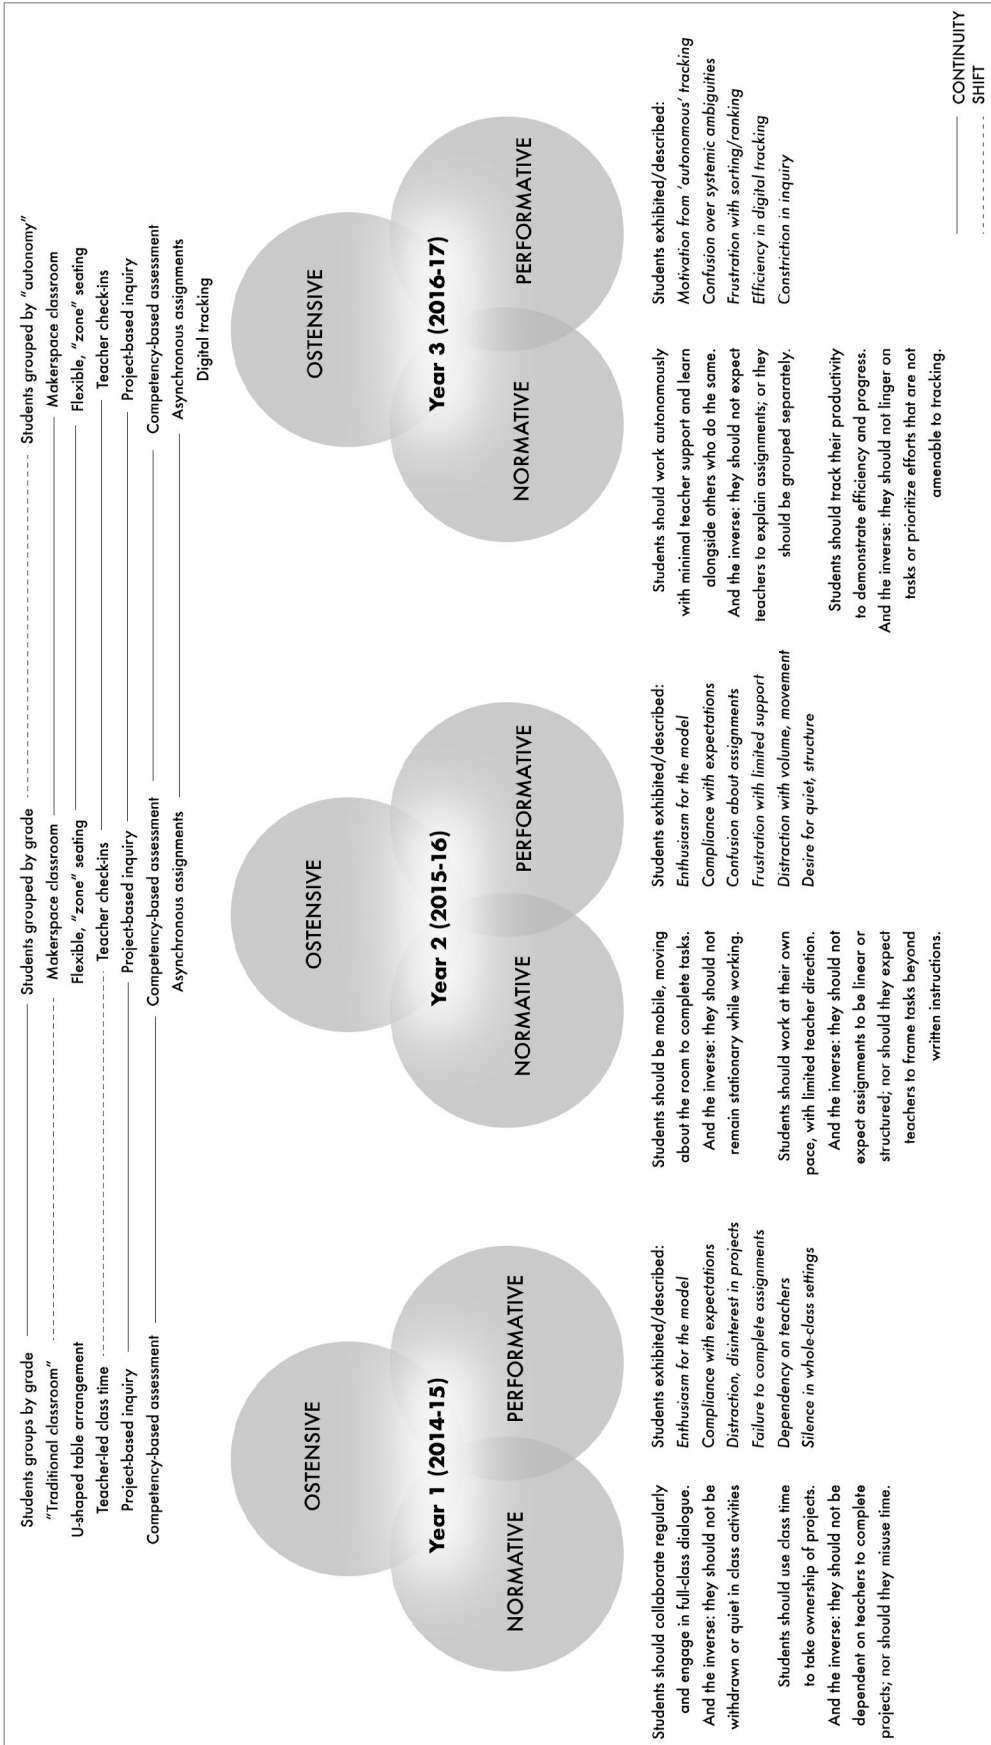 Students groups by grade
"Traditional classroom"
U-shaped table arrangement
Teacher-led class time
Project-based inquiry
Competency-based assessment
Students grouped by grade
Makerspace classroom
Flexible, "zone" seating
Teacher check-ins
Project-based inquiry
Competency-based assessment
Asynchronous assignments
Students grouped by "autonomy"
Makerspace classroom
Flexible, "zone" seating
Teacher check-ins
Project-based inquiry
Competency-based assessment
Asynchronous assignments
Digital tracking
OSTENSIVE
Year 1 (2014-15)
NORMATIVE
PERFORMATIVE
OSTENSIVE
Year 2 (2015-16)
NORMATIVE
PERFORMATIVE
OSTENSIVE
Year 3 (2016-17)
NORMATIVE
PERFORMATIVE
Students should collaborate regularly
and engage in full-class dialogue.
And the inverse: they should not be
withdrawn or quiet in class activities
Students should use class time
to take ownership of projects.
And the inverse: they should not be
dependent on teachers to complete
projects; nor should they misuse time.
Students exhibited/described:
Enthusiasm for the model
Compliance with expectations
Distraction, disinterest in projects
Failure to complete assignments
Dependency on teachers
Silence in whole-class settings
Students should be mobile, moving
about the room to complete tasks.
And the inverse: they should not
remain stationary while working.
Students should work at their own
pace, with limited teacher direction.
And the inverse: they should not
expect assignments to be linear or
structured; nor should they expect
teachers to frame tasks beyond
written instructions.
Students exhibited/described:
Enthusiasm for the model
Compliance with expectations
Confusion about assignments
Frustration with limited support
Distraction with volume, movement
Desire for quiet, structure
Students should work autonomously
with minimal teacher support and learn
alongside others who do the same.
And the inverse: they should not expect
teachers to explain assignments; or they
should be grouped separately.
Students should track their productivity
to demonstrate efficiency and progress.
And the inverse: they should not linger on
tasks or prioritize efforts that are not
amenable to tracking.
Students exhibited/described:
Motivation from 'autonomous' tracking
Confusion over systemic ambiguities
Frustration with sorting/ranking
Efficiency in digital tracking
Constriction in inquiry
CONTINUITY
SHIFT